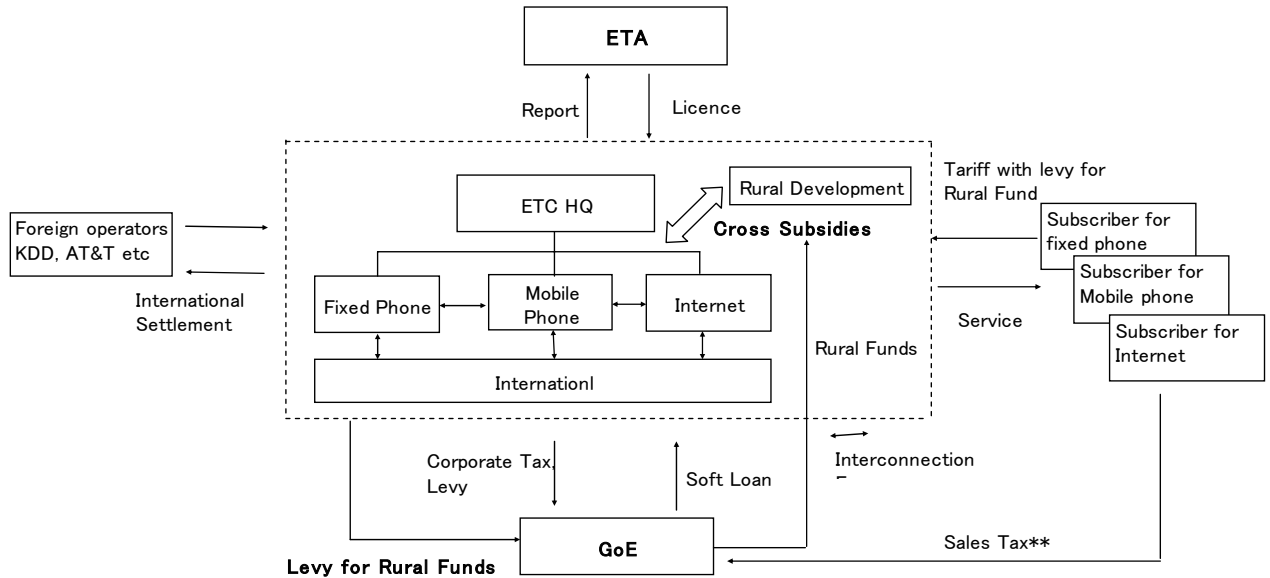 ETA
Report
Licence
Tariff with levy for
Rural Fund
Rural Development
ETC HQ
Cross Subsidies
Foreign operators
KDD, AT&T etc
Subscriber for
fixed phone
Subscriber for
Mobile phone
Subscriber for
Internet
International
Settlement
Fixed Phone
Mobile
Phone
Internet
Service
Rural Funds
Internationl
Corporate Tax,
Levy
Soft Loan
Interconnection
GoE
Sales Tax**
Levy for Rural Funds